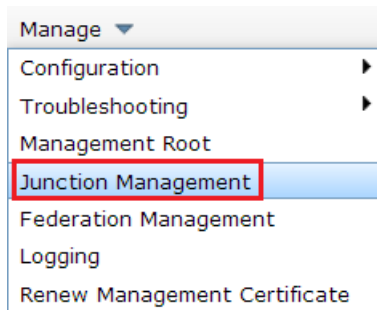 Manage
Configuration
Troubleshooting
Management Root
Junction Management
Federation Management
Logging
Renew Management Certificate